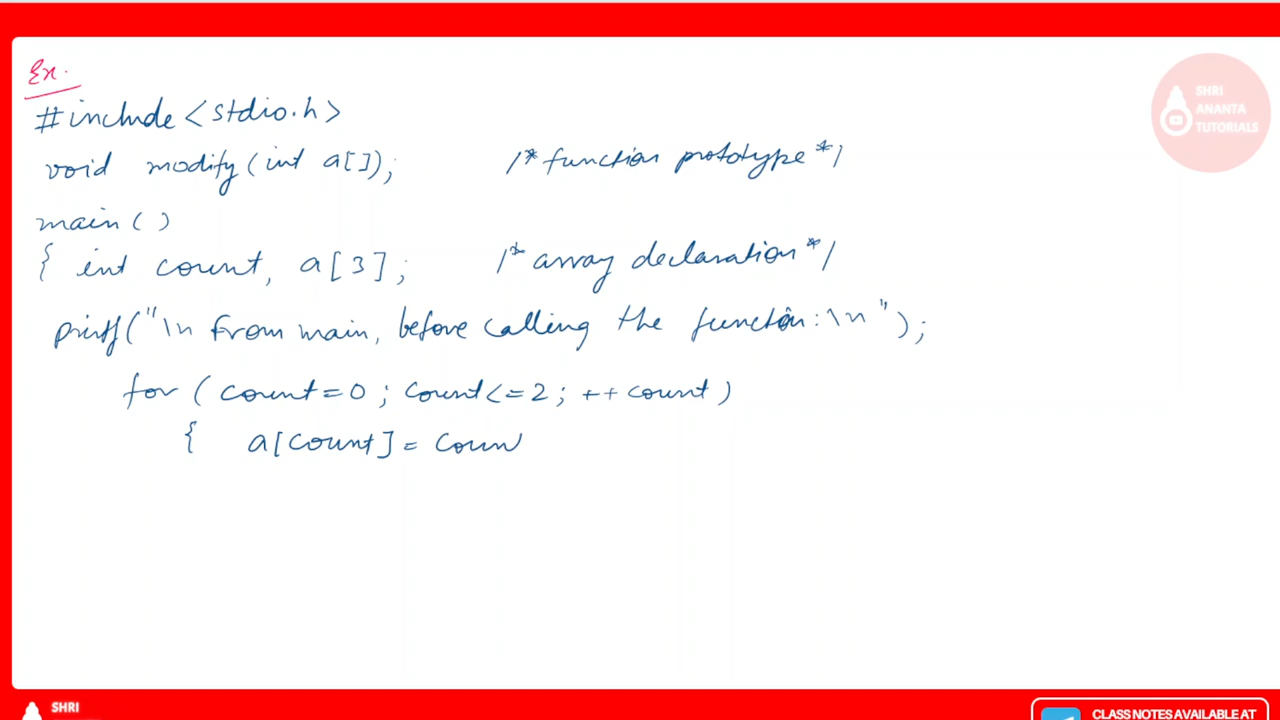 Ex.
#include<stdio.h>
void modify(int a[]); /*function prototype*/
main()
{ int count, a[3]; /*array declaration*/
printf("\n From main, before calling the function:\n");
for (count=0; count<=2; ++count)
{ a[count]= coun
SHRI
ANANTA
TUTORIALS
SHRI
CLASS NOTES AVAILABLE AT